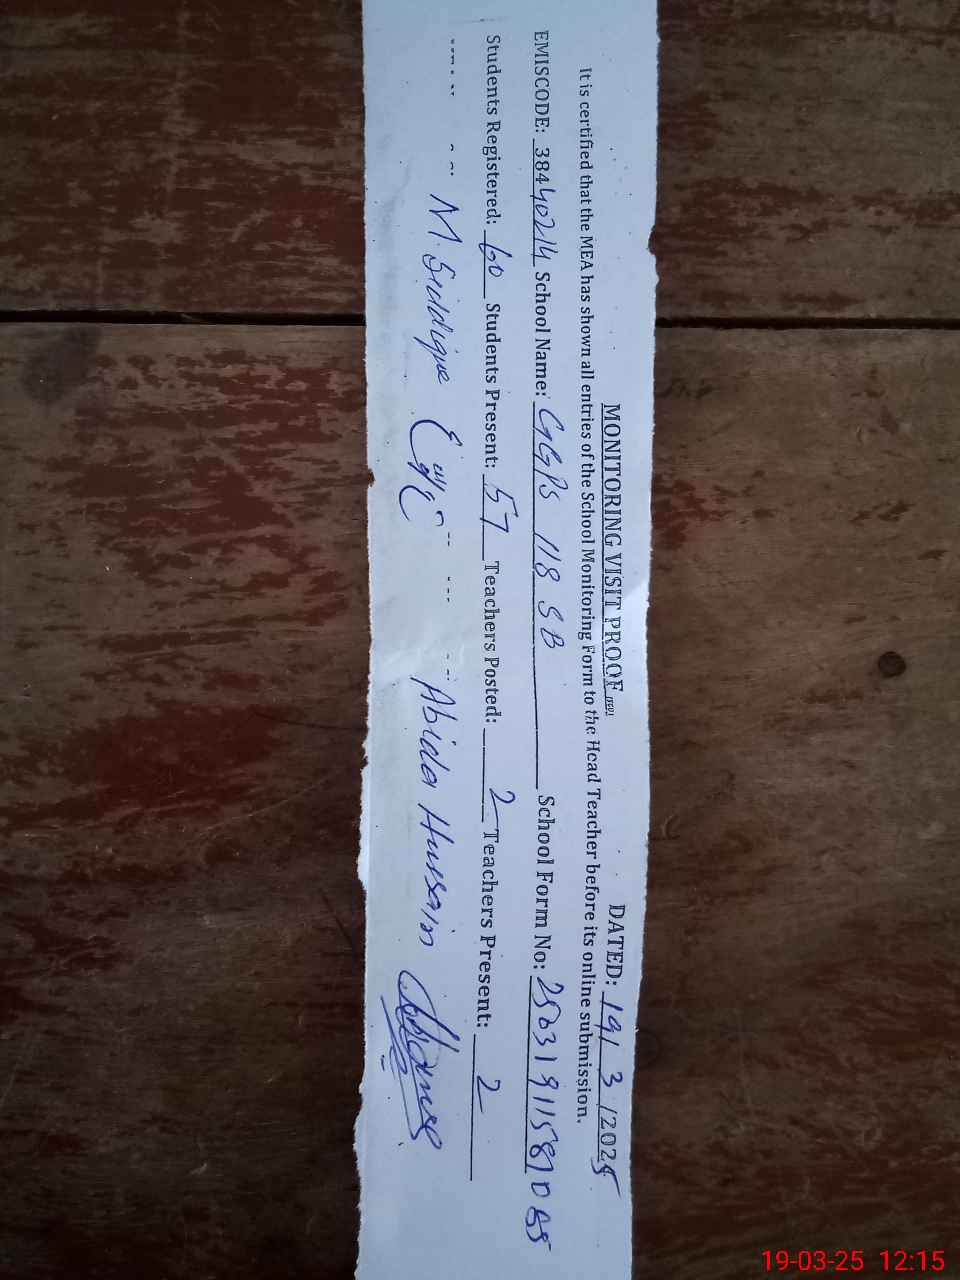 MONITORING VISIT PROOF DATED: 19/3/2025
It is certified that the MEA has shown all entries of the School Monitoring Form to the Head Teacher before its online submission.
EMISCODE: 38440214 School Name: GGPS 118 SB School Form No:
Students Registered: 60 Students Present: 57 Teachers Posted: 2 Teachers Present: 2
M. Siddique Abida Hussain
19-03-25 12:15